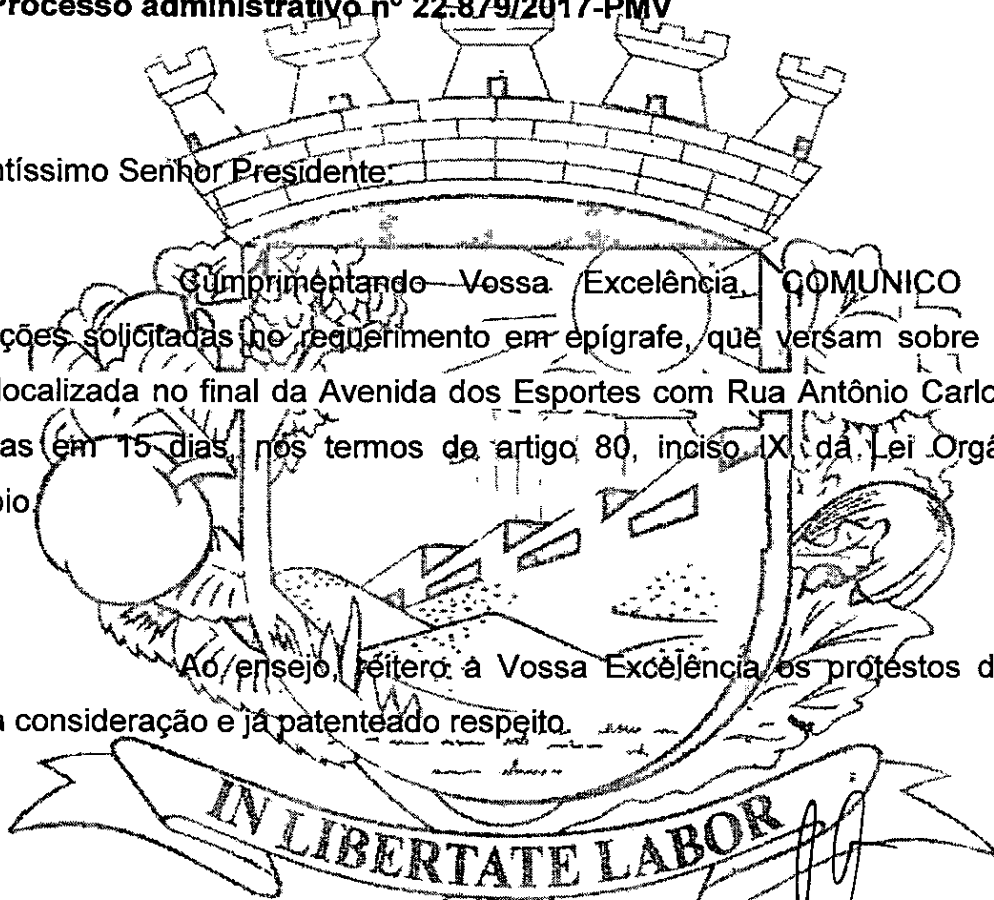 Processo administrativo nº 22.879/2017-PMV
ntíssimo Senhor Presidente:
Cumprimentando Vossa Excelência, COMUNICO
ções solicitadas no requerimento em epígrafe, que versam sobre
localizada no final da Avenida dos Esportes com Rua Antônio Carlo
as em 15 dias, nos termos do artigo 80, inciso IX, da Lei Orgâ
pio.
Ao ensejo, reitero a Vossa Excelência os protestos d
a consideração e já patenteado respeito.
IN LIBERTATE LABOR